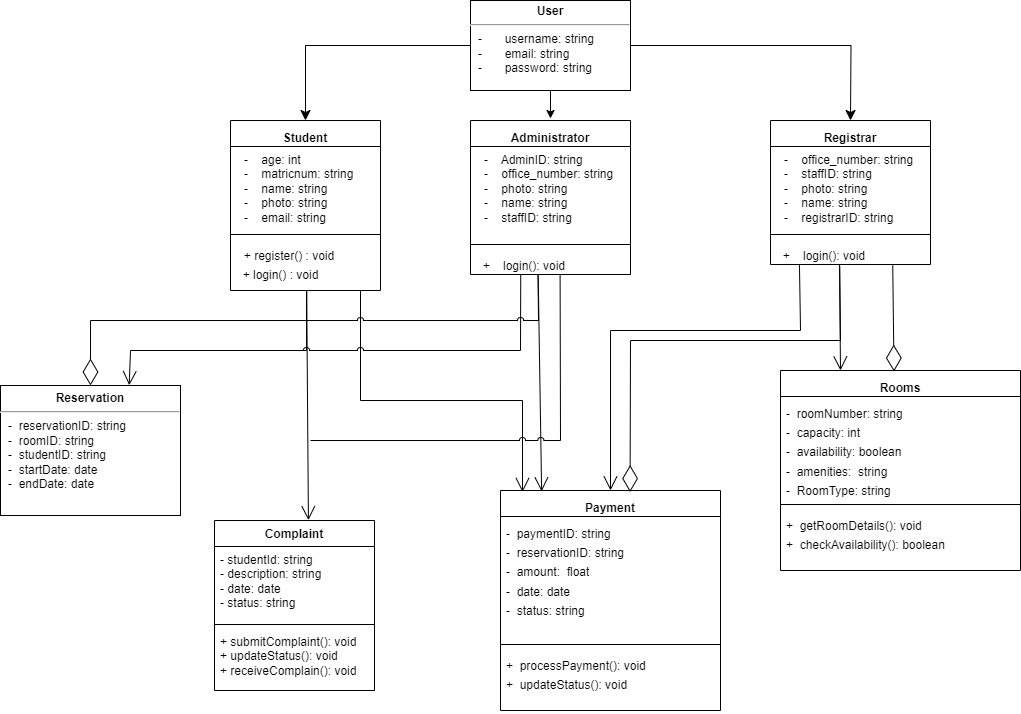 User
- username: string
- email: string
- password: string
Student
- age: int
- matricnum: string
- name: string
- photo: string
- email: string
+ register() : void
+ login() : void
Administrator
- AdminID: string
- office_number: string
- photo: string
- name: string
- staffID: string
+ login(): void
Registrar
- office_number: string
- staffID: string
- photo: string
- name: string
- registrarID: string
+ login(): void
Reservation
- reservationID: string
- roomID: string
- studentID: string
- startDate: date
- endDate: date
Rooms
- roomNumber: string
- capacity: int
- availability: boolean
- amenities: string
- RoomType: string
+ getRoomDetails(): void
+ checkAvailability(): boolean
Complaint
- studentId: string
- description: string
- date: date
- status: string
+ submitComplaint(): void
+ updateStatus(): void
+ receiveComplain(): void
Payment
- paymentID: string
- reservationID: string
- amount: float
- date: date
- status: string
+ processPayment(): void
+ updateStatus(): void